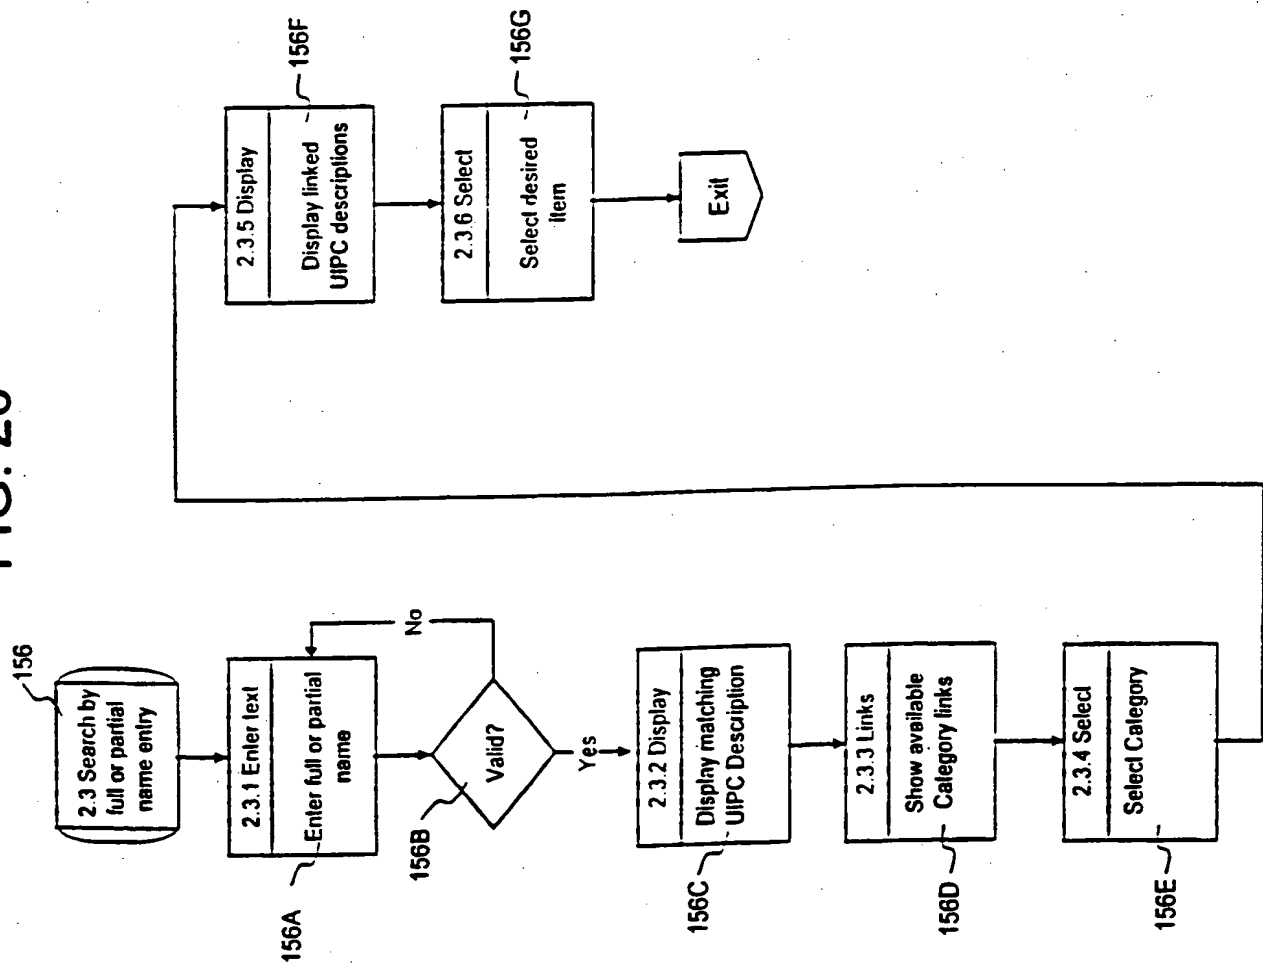 156
2.3 Search by
full or partial
name entry
2.3.1 Enter text
Enter full or partial
name
156A
Valid?
156B
No
Yes
2.3.2 Display
Display matching
UIPC Description
156C
2.3.3 Links
Show available
Category links
156D
2.3.4 Select
Select Category
156E
2.3.5 Display
Display linked
UIPC descriptions
156F
2.3.6 Select
Select desired
item
156G
Exit